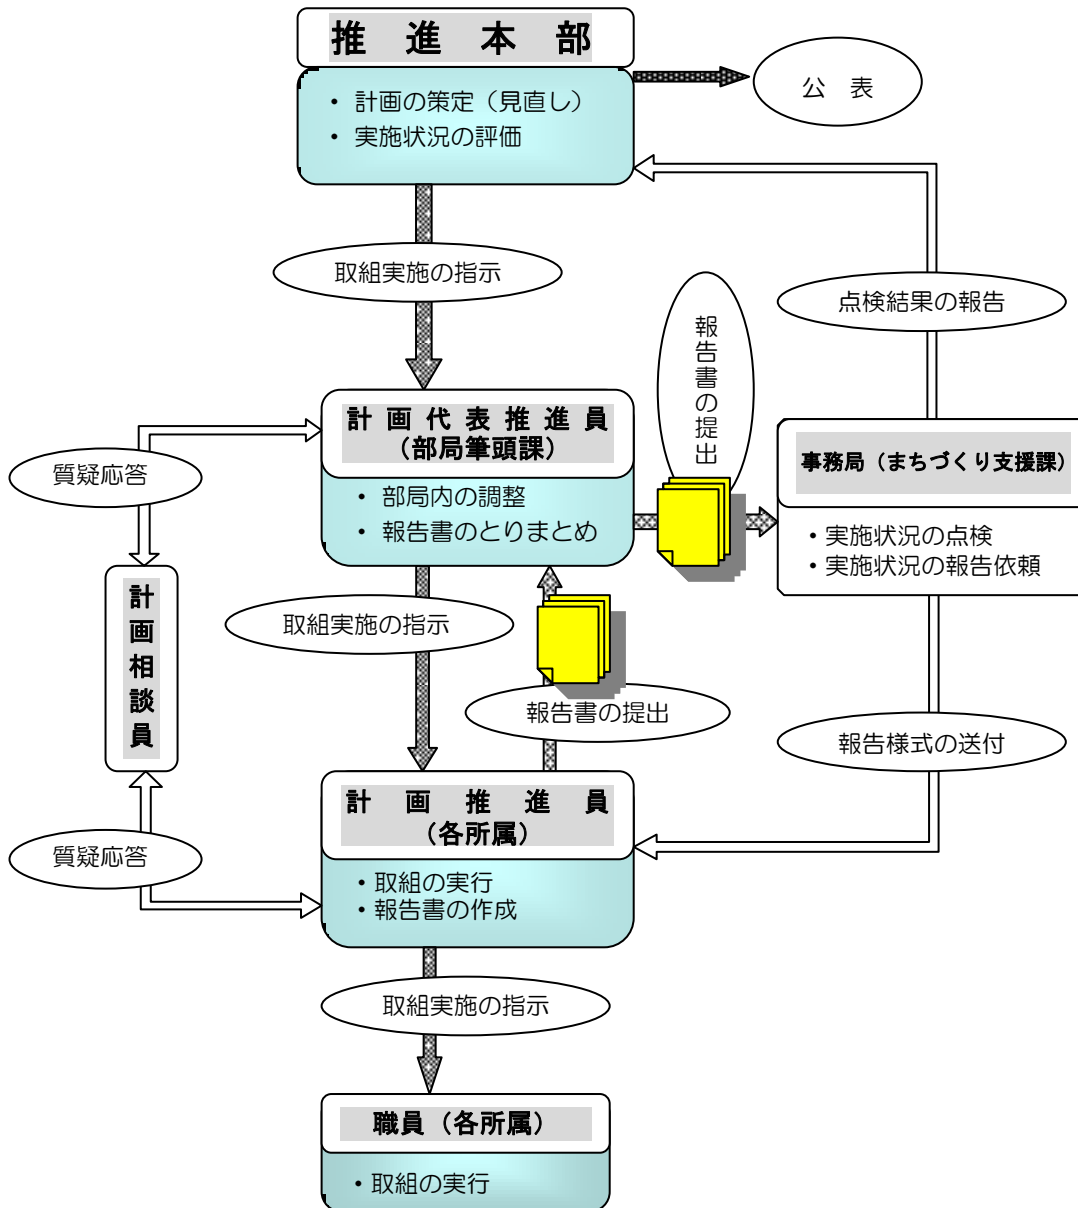 推進本部
・計画の策定（見直し）
・実施状況の評価
公表
取組実施の指示
点検結果の報告
報告書の提出
計画代表推進員
（部局筆頭課）
・部局内の調整
・報告書のとりまとめ
質疑応答
事務局（まちづくり支援課）
・実施状況の点検
・実施状況の報告依頼
計画相談員
取組実施の指示
報告書の提出
報告様式の送付
計画推進員
（各所属）
・取組の実行
・報告書の作成
質疑応答
取組実施の指示
職員（各所属）
・取組の実行